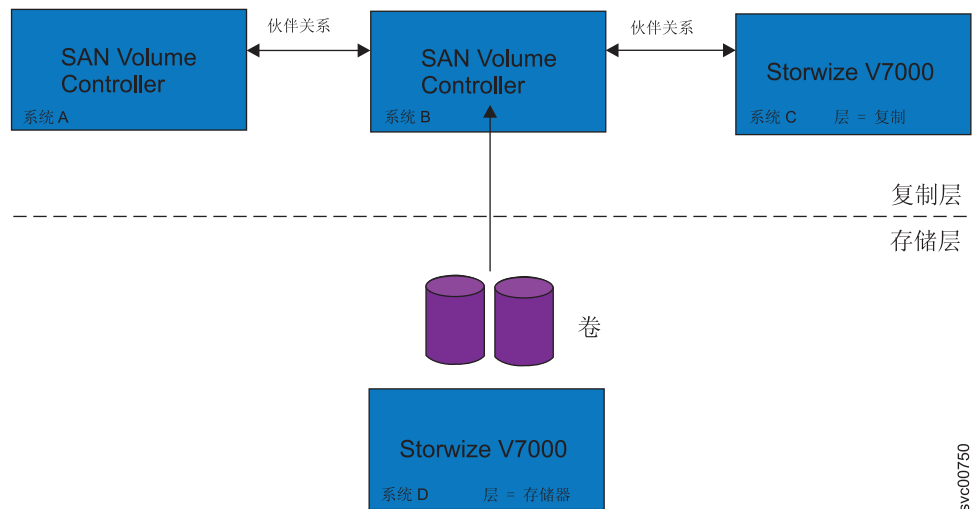 伙伴关系
伙伴关系
SAN Volume
Controller
系统 A
SAN Volume
Controller
系统 B
Storwize V7000
系统 C 层 = 复制
复制层
存储层
卷
Storwize V7000
系统 D 层 = 存储器
svc00750